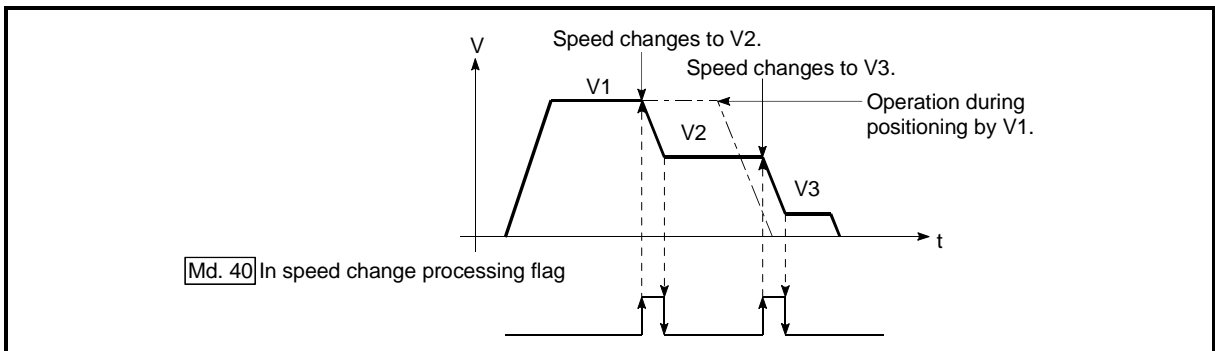 Speed changes to V2.
V
Speed changes to V3.
V1
Operation during
positioning by V1.
V2
V3
t
Md. 40 In speed change processing flag